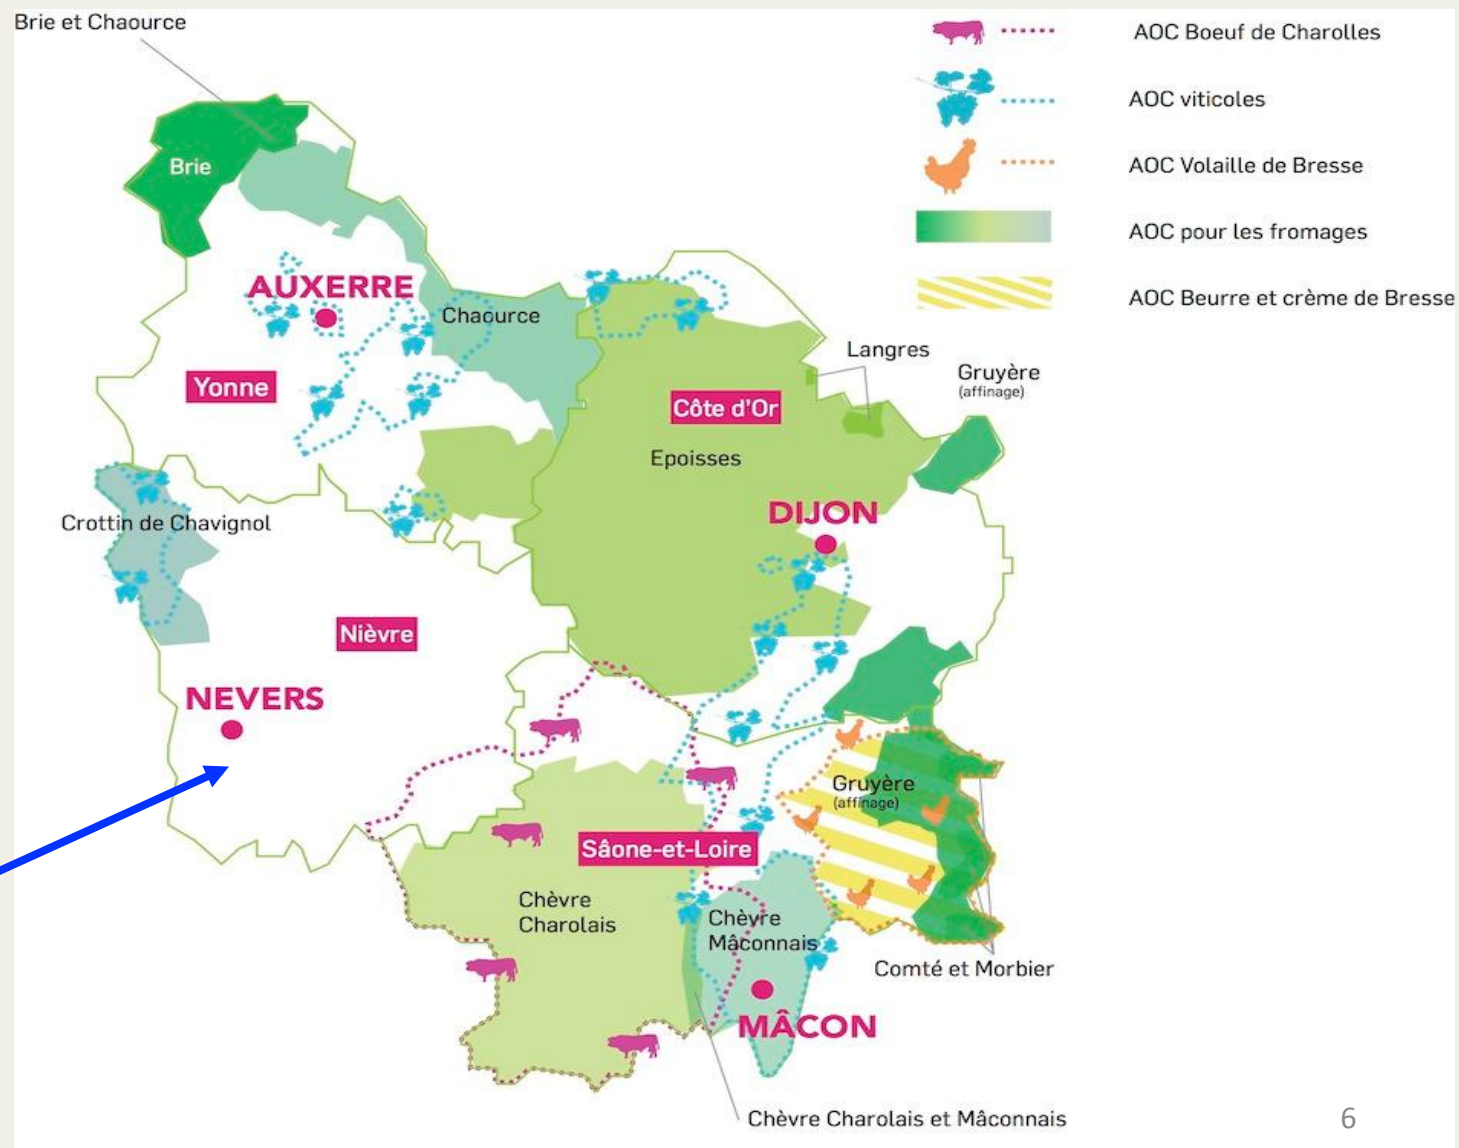 Brie et Chaource
AOC Boeuf de Charolles
AOC viticoles
AOC Volaille de Bresse
AOC pour les fromages
AOC Beurre et crème de Bresse
Brie
AUXERRE
Chaource
Yonne
Langres
Gruyère
(affinage)
Côte d'Or
Epoisses
DIJON
Crottin de Chavignol
Nièvre
NEVERS
Gruyère
(affinage)
Sâone-et-Loire
Chèvre
Charolais
Chèvre
Mâconnais
Comté et Morbier
MÂCON
Chèvre Charolais et Mâconnais
6